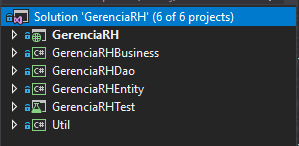 Solution 'GerenciaRH' (6 of 6 projects)
GerenciaRH
C# GerenciaRHBusiness
C# GerenciaRHDao
C# GerenciaRHEntity
GerenciaRHTest
C# Util